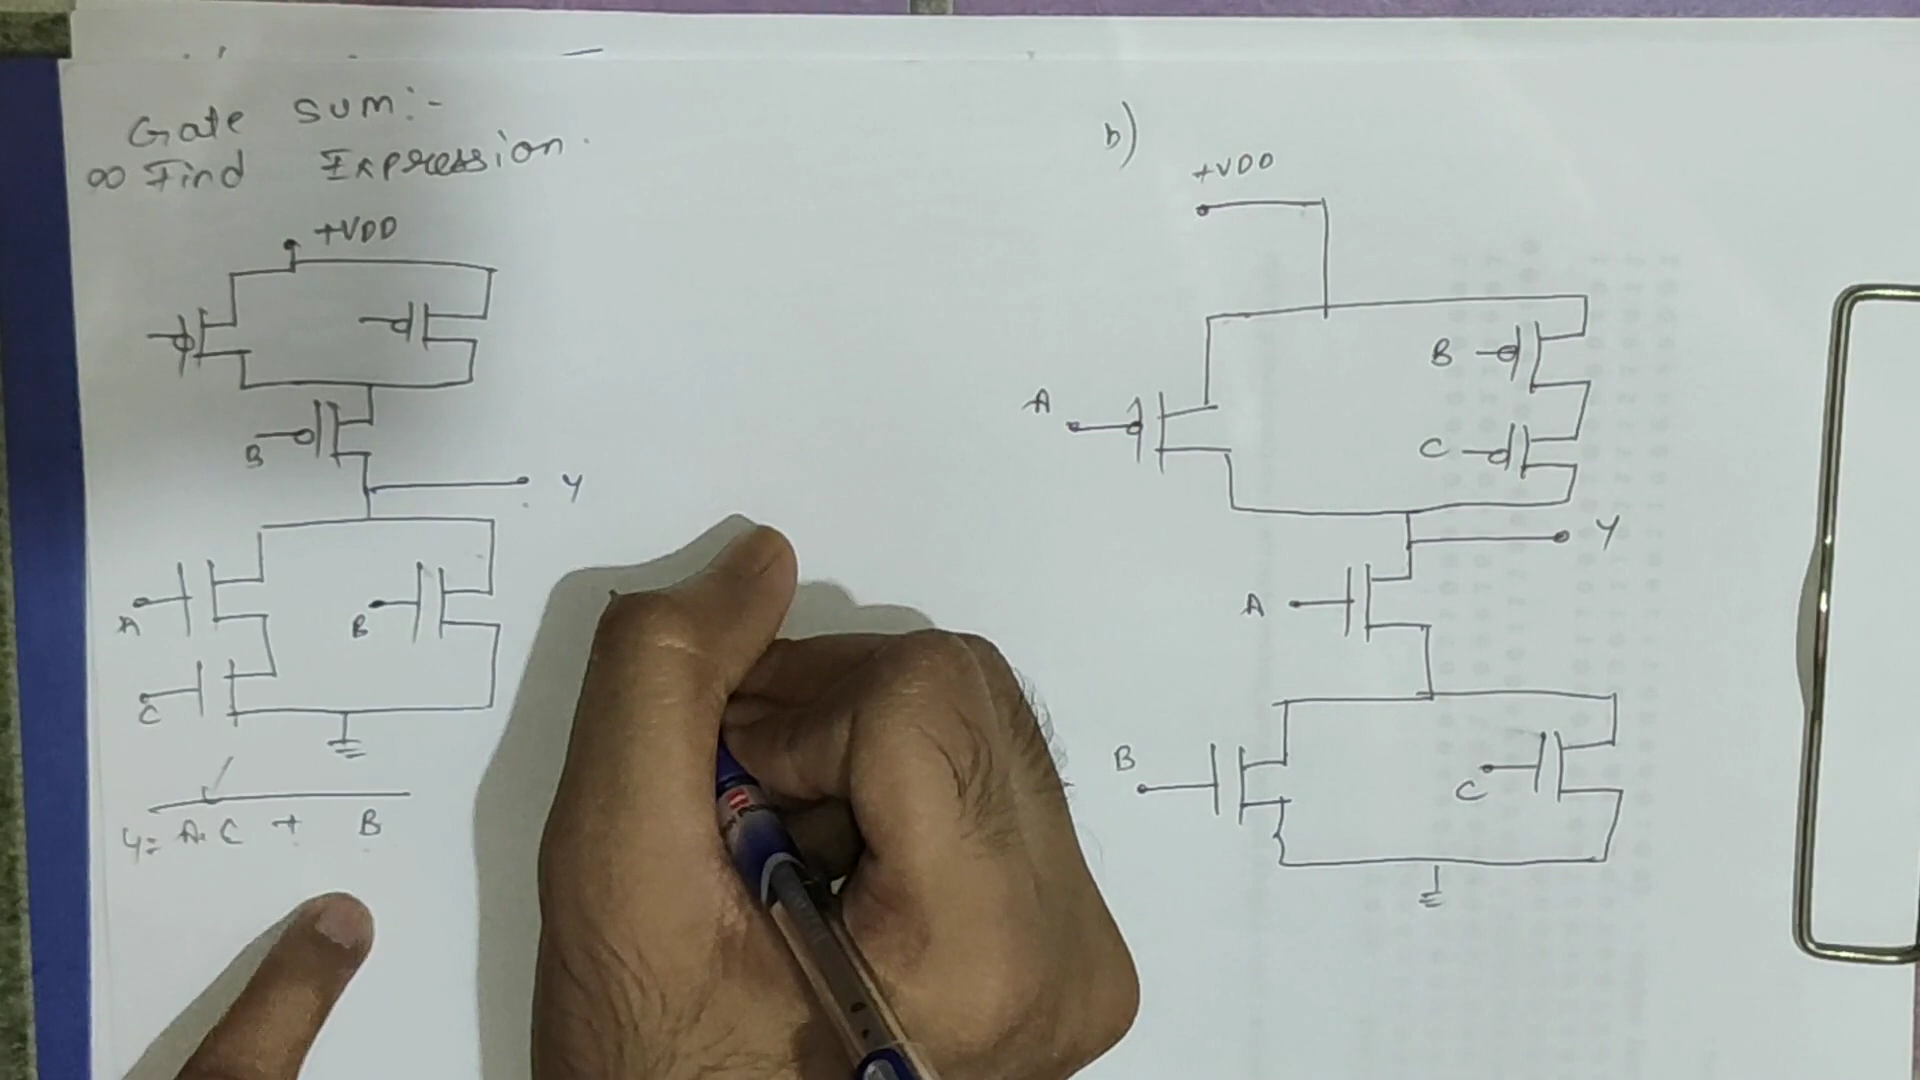 Gate sum:-
Find Expression.
+VDD
B
Y
A
B
C
Y= A.C + B
b)
+VDD
B
A
C
Y
A
B
C